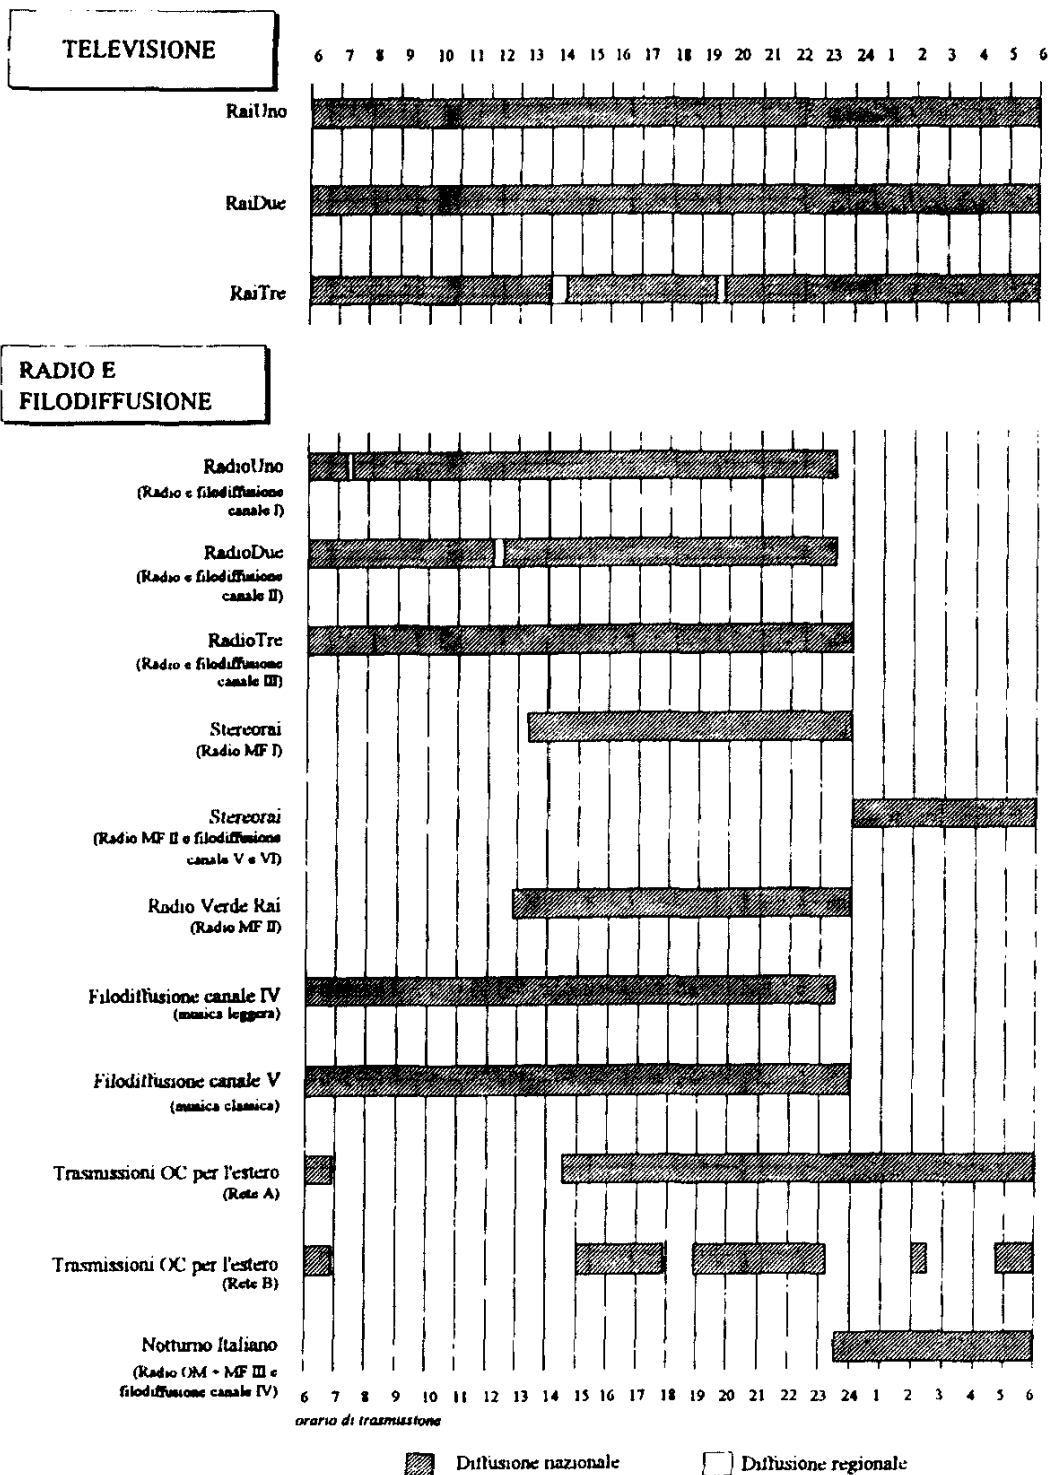 TELEVISIONE
6 7 8 9 10 11 12 13 14 15 16 17 18 19 20 21 22 23 24 1 2 3 4 5 6
RaiUno
RaiDue
RaiTre
RADIO E
FILODIFFUSIONE
RadioUno
(Radio e filodiffusione
canale I)
RadioDue
(Radio e filodiffusione
canale II)
RadioTre
(Radio e filodiffusione
canale III)
Stereorai
(Radio MF I)
Stereorai
(Radio MF II e filodiffusione
canale V e VI)
Radio Verde Rai
(Radio MF II)
Filodiffusione canale IV
(musica leggera)
Filodiffusione canale V
(musica classica)
Trasmissioni OC per l'estero
(Rete A)
Trasmissioni OC per l'estero
(Rete B)
Notturno Italiano
(Radio OM + MF III e
filodiffusione canale IV)
6 7 8 9 10 11 12 13 14 15 16 17 18 19 20 21 22 23 24 1 2 3 4 5 6
orario di trasmissione
Diffusione nazionale
Diffusione regionale